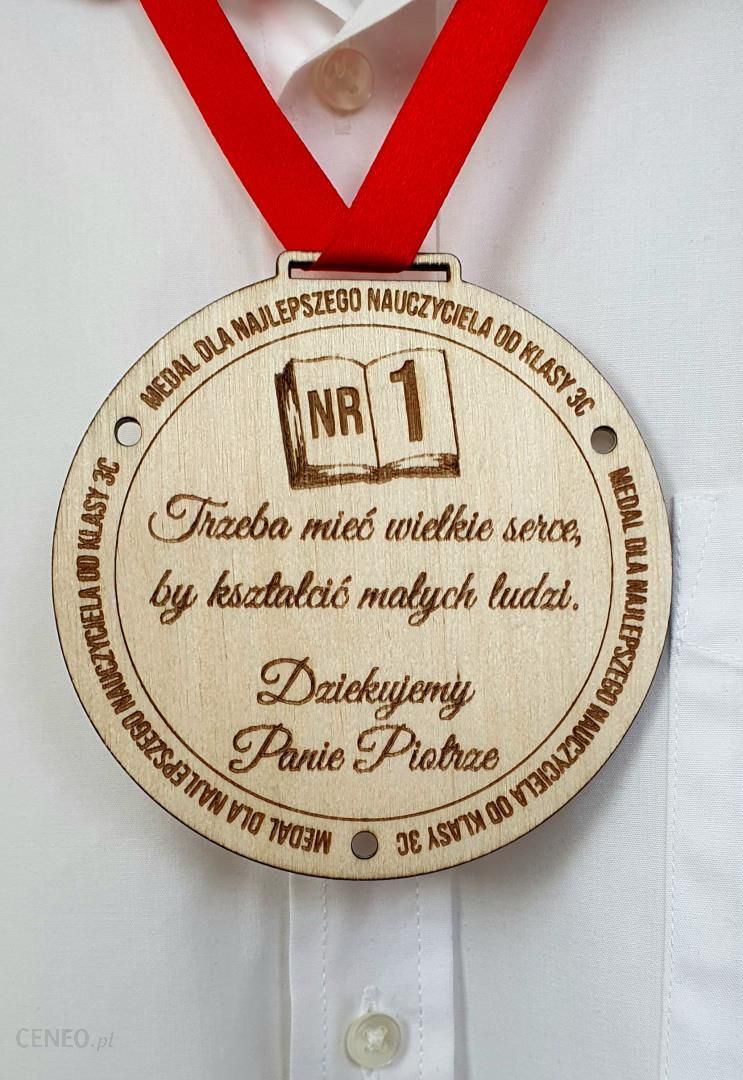 MEDAL DLA NAJLEPSZEGO NAUCZYCIELA OD KLASY 3C
MEDAL DLA NAJLEPSZEGO NAUCZYCIELA OD KLASY 3C
MEDAL DLA NAJLEPSZEGO NAUCZYCIELA OD KLASY 3C
NR 1
Trzeba mieć wielkie serce,
by kształcić małych ludzi.
Dziekujemy
Panie Piotrze
CENEO.pl